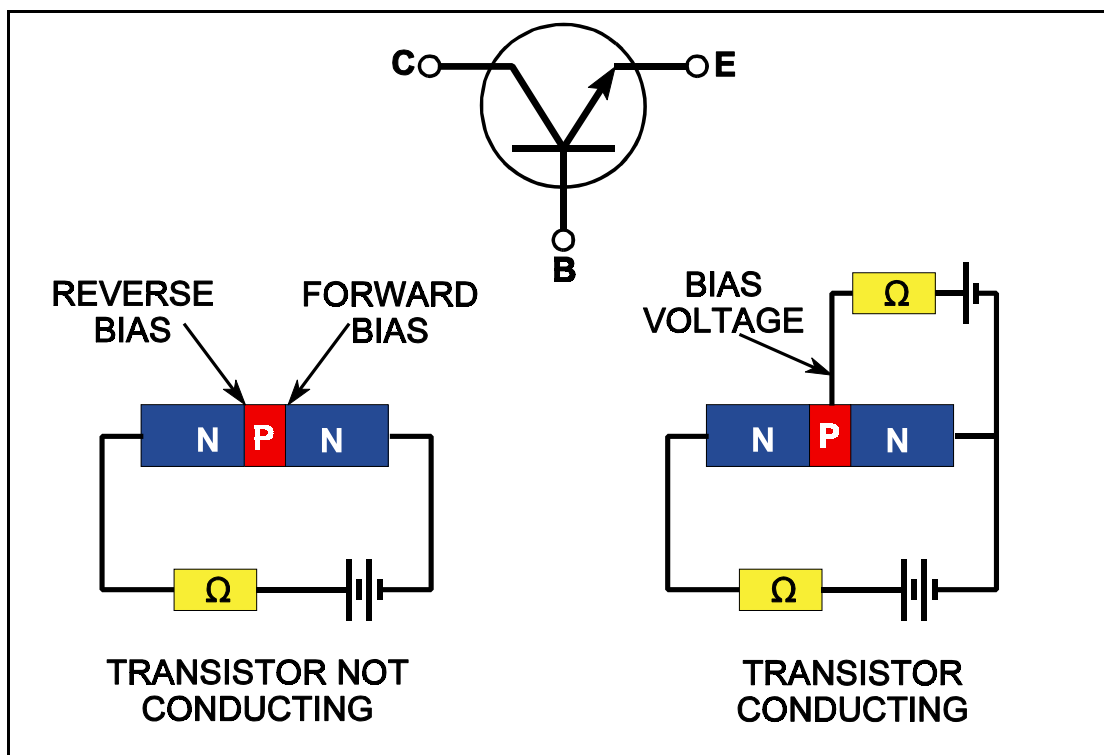 C E
B
REVERSE
BIAS
FORWARD
BIAS
BIAS
VOLTAGE
Ω
N P N
N P N
Ω
Ω
TRANSISTOR NOT
CONDUCTING
TRANSISTOR
CONDUCTING